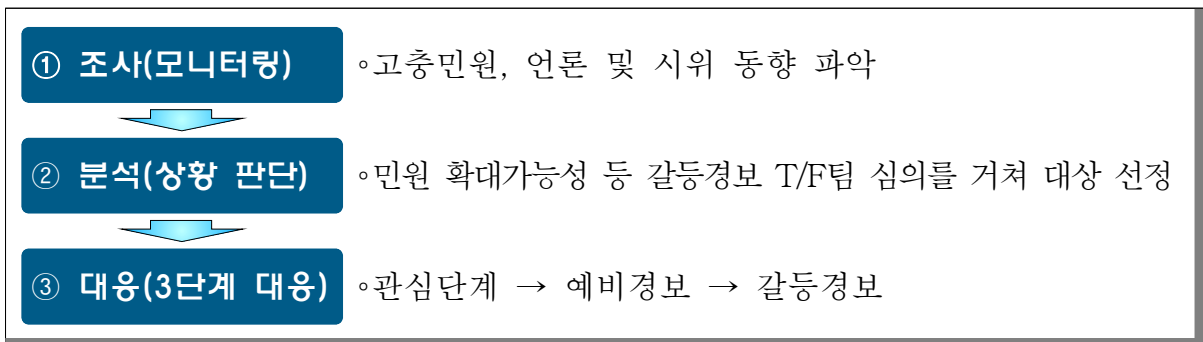 ① 조사(모니터링) ◦고충민원, 언론 및 시위 동향 파악
② 분석(상황 판단) ◦민원 확대가능성 등 갈등경보 T/F팀 심의를 거쳐 대상 선정
③ 대응(3단계 대응) ◦관심단계 → 예비경보 → 갈등경보